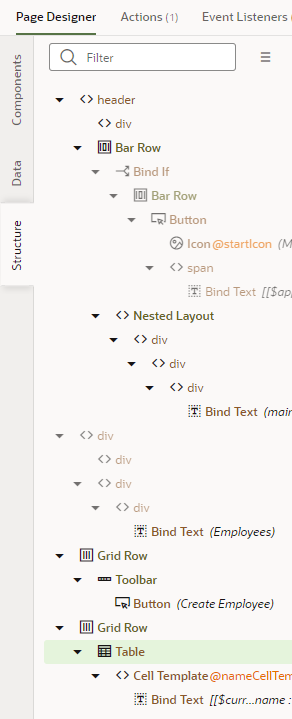 Page Designer Actions (1) Event Listeners
Components
Data
Structure
Filter
header
div
Bar Row
Bind If
Bar Row
Button
Icon @startIcon (M
span
Bind Text [[$ap
Nested Layout
div
div
div
Bind Text (main
div
div
div
div
Bind Text (Employees)
Grid Row
Toolbar
Button (Create Employee)
Grid Row
Table
Cell Template @nameCellTem
Bind Text [[$curr...name :